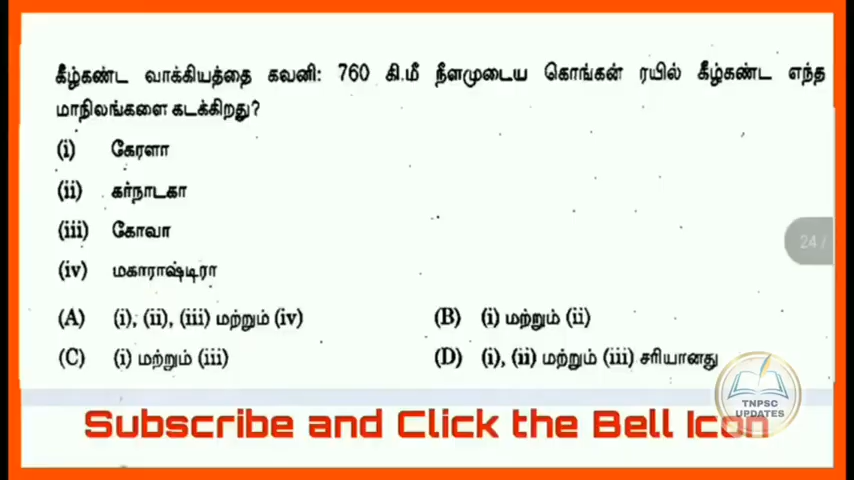 கீழ்கண்ட வாக்கியத்தை கவனி: 760 கி.மீ நீளமுடைய கொங்கன் ரயில் கீழ்கண்ட எந்த
மாநிலங்களை கடக்கிறது?
(i) கேரளா
(ii) கர்நாடகா
(iii) கோவா
24 /
(iv) மகாராஷ்டிரா
(A) (i), (ii), (iii) மற்றும் (iv) (B) (i) மற்றும் (ii)
(C) (i) மற்றும் (iii) (D) (i), (ii) மற்றும் (iii) சரியானது
TNPSC
UPDATES
Subscribe and Click the Bell Icon